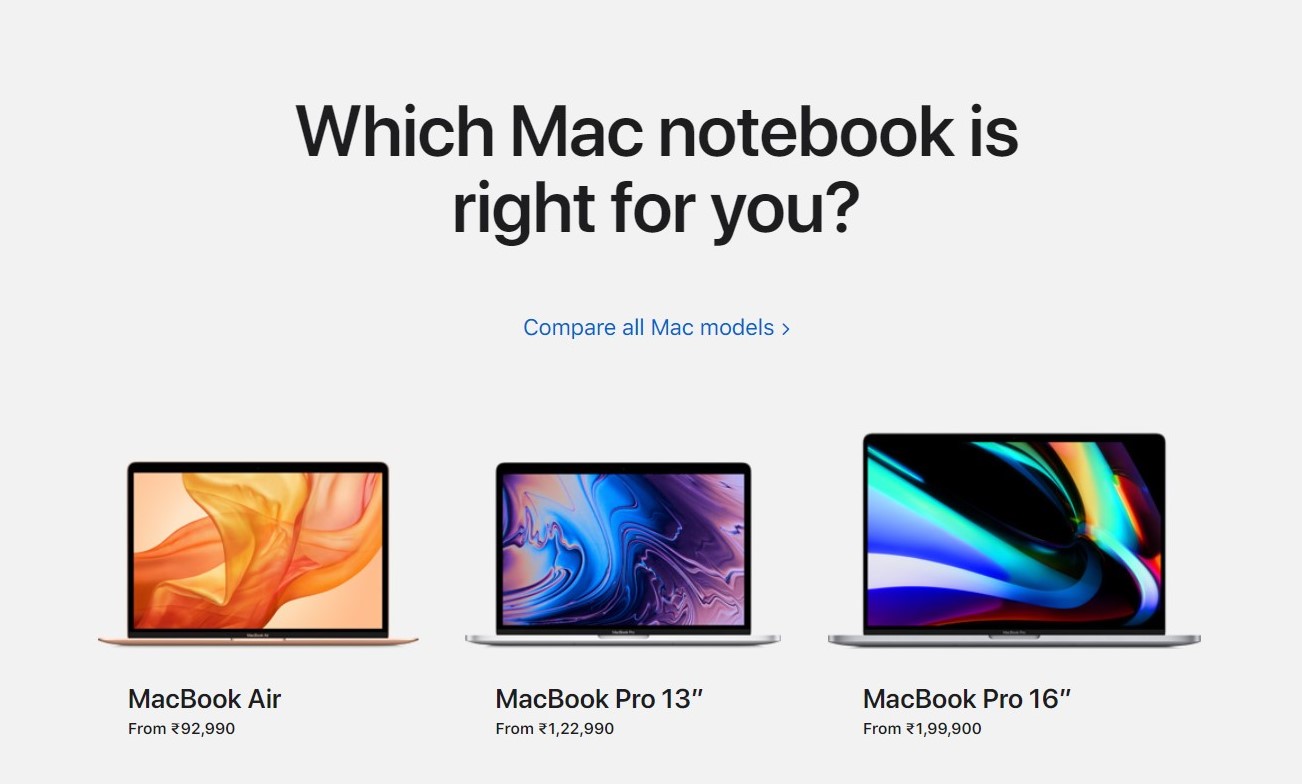 Which Mac notebook is
right for you?
Compare all Mac models >
MacBook Air
From ₹92,990
MacBook Pro 13″
From ₹1,22,990
MacBook Pro 16″
From ₹1,99,900